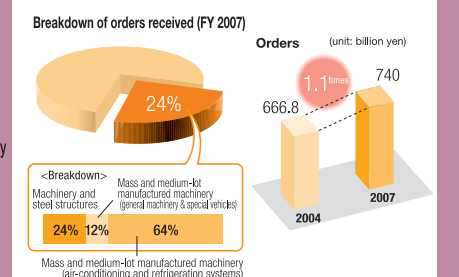 Breakdown of orders received (FY 2007)
24%
<Breakdown>
Machinery and
steel structures
Mass and medium-lot
manufactured machinery
(general machinery & special vehicles)
24% 12% 64%
Mass and medium-lot manufactured machinery
(air-conditioning and refrigeration systems)
Orders (unit: billion yen)
1.1 times
666.8
740
2004
2007
y